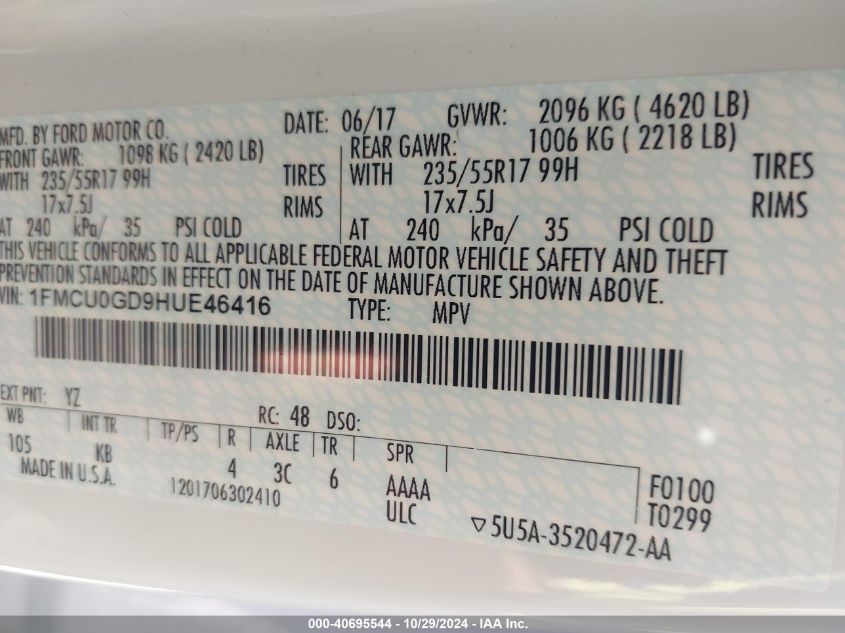 MFD. BY FORD MOTOR CO. DATE: 06/17 GVWR: 2096 KG ( 4620 LB)
FRONT GAWR: 1098 KG ( 2420 LB) REAR GAWR: 1006 KG ( 2218 LB)
WITH 235/55R17 99H TIRES WITH 235/55R17 99H TIRES
17x7.5J RIMS 17x7.5J RIMS
AT 240 kPa/ 35 PSI COLD AT 240 kPa/ 35 PSI COLD
THIS VEHICLE CONFORMS TO ALL APPLICABLE FEDERAL MOTOR VEHICLE SAFETY AND THEFT
PREVENTION STANDARDS IN EFFECT ON THE DATE OF MANUFACTURE SHOWN ABOVE.
VIN: 1FMCU0GD9HUE46416 TYPE: MPV
EXT PNT: YZ RC: 48 DSO:
WB INT TR TP/PS R AXLE TR SPR
105 KB 4 3C 6 AAAA F0100
MADE IN U.S.A. 1201706302410 ULC T0299
▽5U5A-3520472-AA
000-40695544 - 10/29/2024 - IAA Inc.